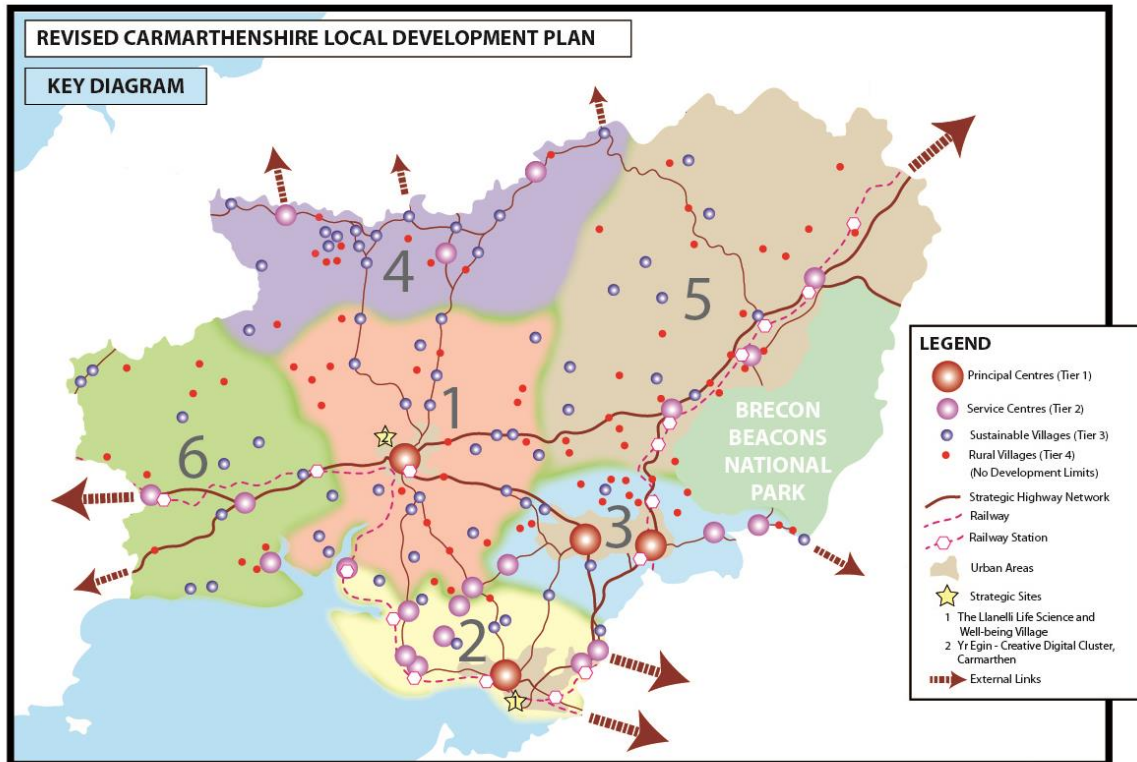 REVISED CARMARTHENSHIRE LOCAL DEVELOPMENT PLAN
KEY DIAGRAM
4
5
1
2
6
3
2
1
BRECON
BEACONS
NATIONAL
PARK
LEGEND
Principal Centres (Tier 1)
Service Centres (Tier 2)
Sustainable Villages (Tier 3)
Rural Villages (Tier 4)
(No Development Limits)
Strategic Highway Network
Railway
Railway Station
Urban Areas
Strategic Sites
1 The Llanelli Life Science and
Well-being Village
2 Yr Egin - Creative Digital Cluster,
Carmarthen
External Links